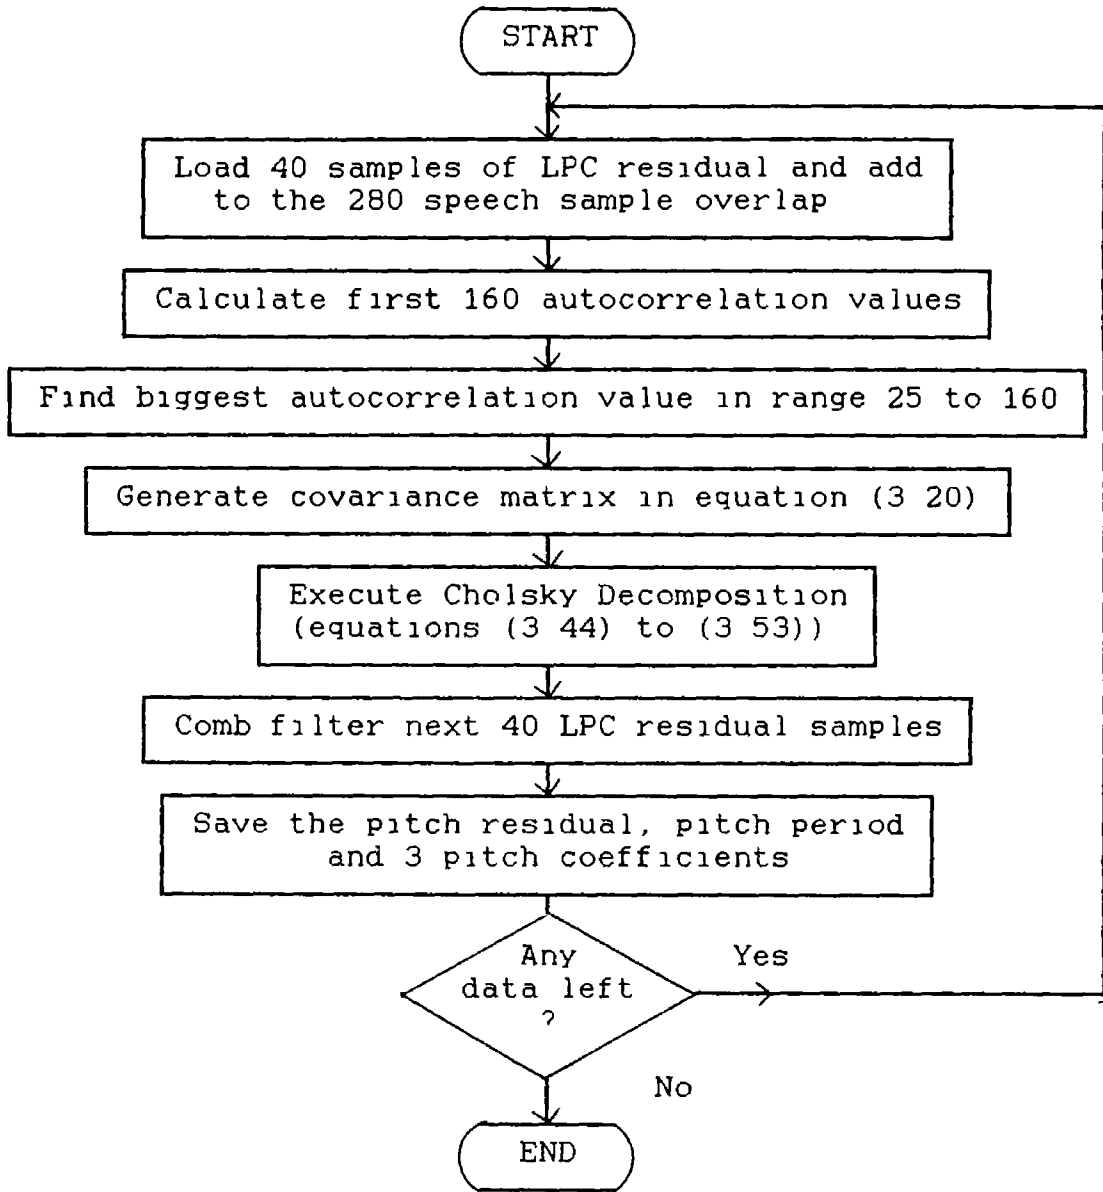 START
Load 40 samples of LPC residual and add
to the 280 speech sample overlap
Calculate first 160 autocorrelation values
Find biggest autocorrelation value in range 25 to 160
Generate covariance matrix in equation (3 20)
Execute Cholsky Decomposition
(equations (3 44) to (3 53))
Comb filter next 40 LPC residual samples
Save the pitch residual, pitch period
and 3 pitch coefficients
Any
data left
?
Yes
No
END